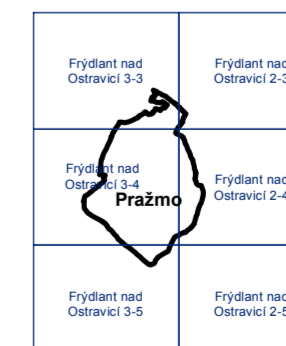 Frýdlant nad
Ostravicí 3-3
Frýdlant nad
Ostravicí 2-3
Frýdlant nad
Ostravicí 3-4
Pražmo
Frýdlant nad
Ostravicí 2-4
Frýdlant nad
Ostravicí 3-5
Frýdlant nad
Ostravicí 2-5